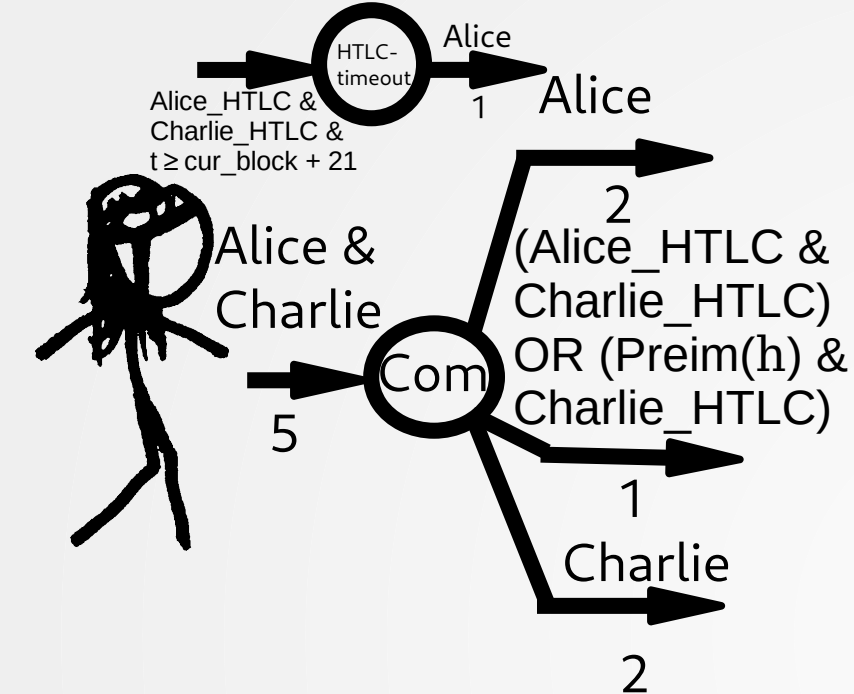 HTLC-
timeout
Alice
1
Alice_HTLC &
Charlie_HTLC &
t ≥ cur_block + 21
Alice
2
Alice &
Charlie
5
Com
(Alice_HTLC &
Charlie_HTLC)
OR (Preim(h) &
Charlie_HTLC)
1
Charlie
2